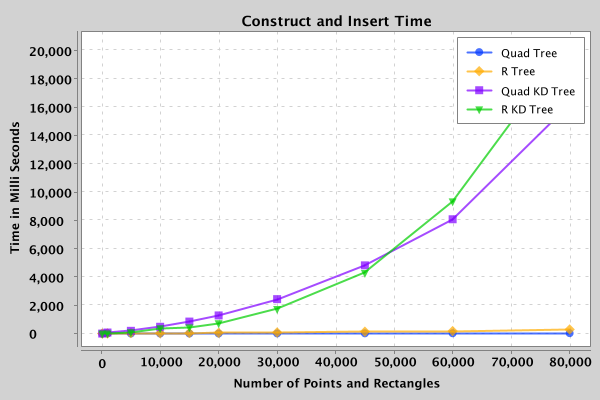 Construct and Insert Time
Quad Tree
R Tree
Quad KD Tree
R KD Tree
Time in Milli Seconds
20,000
18,000
16,000
14,000
12,000
10,000
8,000
6,000
4,000
2,000
0
0 10,000 20,000 30,000 40,000 50,000 60,000 70,000 80,000
Number of Points and Rectangles